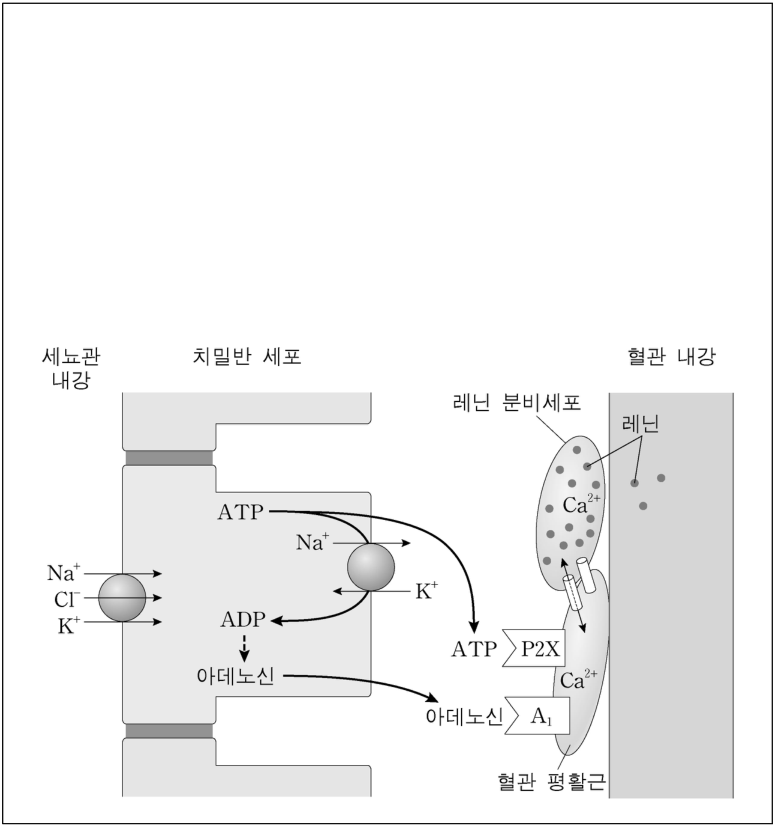 세뇨관
내강
치밀반 세포
혈관 내강
레닌 분비세포
레닌
Ca²⁺
ATP
Na⁺
Na⁺
Cl⁻
K⁺
K⁺
ADP
ATP
P2X
아데노신
Ca²⁺
아데노신
A₁
혈관 평활근